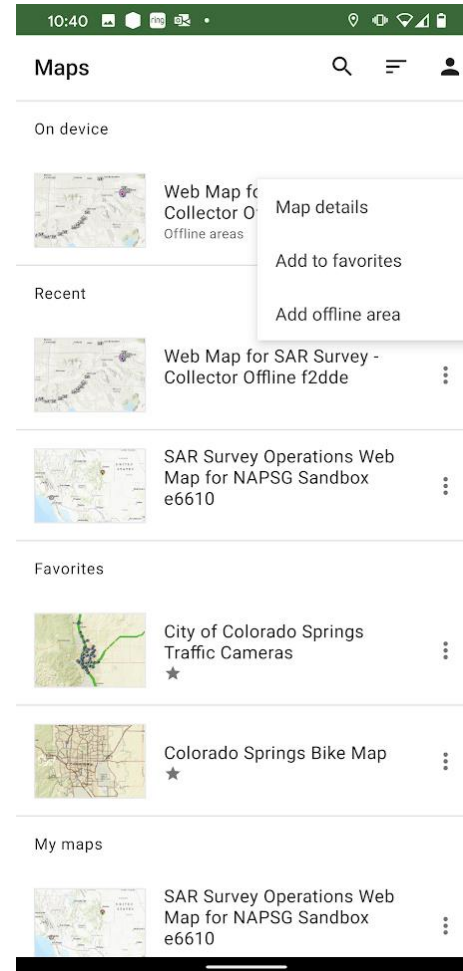 10:40
ring
Maps
On device
Web Map fo
Collector O
Offline areas
Map details
Add to favorites
Add offline area
Recent
Web Map for SAR Survey -
Collector Offline f2dde
SAR Survey Operations Web
Map for NAPSG Sandbox
e6610
Favorites
City of Colorado Springs
Traffic Cameras
Colorado Springs Bike Map
My maps
SAR Survey Operations Web
Map for NAPSG Sandbox
e6610